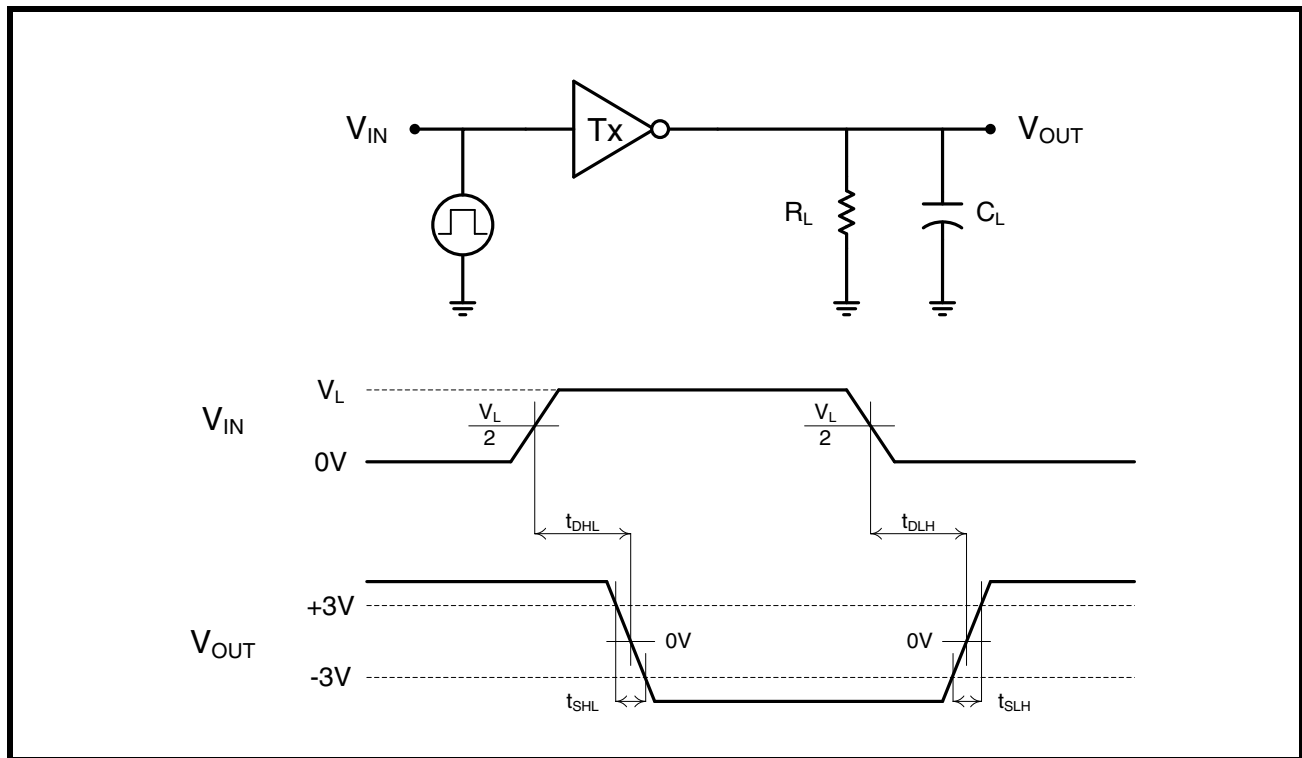 V_IN Tx V_OUT
R_L C_L
V_L
V_IN V_L/2 V_L/2
0V
t_DHL t_DLH
+3V
V_OUT 0V 0V
-3V
t_SHL t_SLH